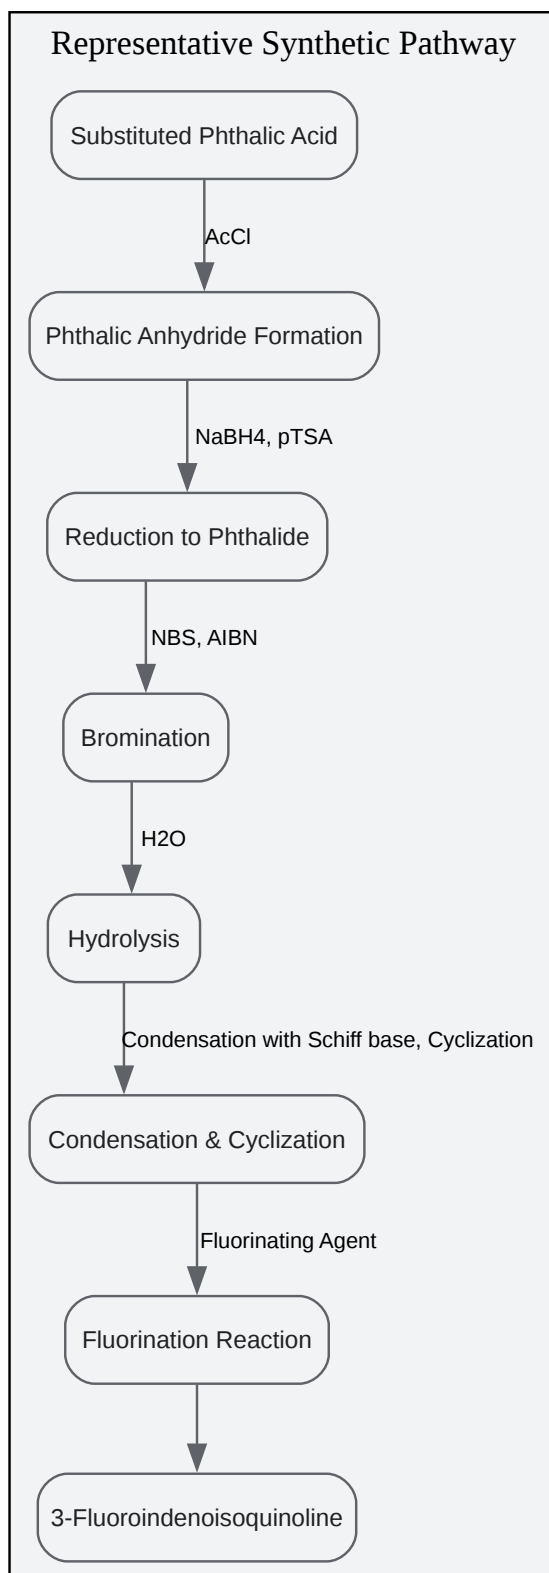 Representative Synthetic Pathway
Substituted Phthalic Acid
AcCl
Phthalic Anhydride Formation
NaBH4, pTSA
Reduction to Phthalide
NBS, AIBN
Bromination
H2O
Hydrolysis
Condensation with Schiff base, Cyclization
Condensation & Cyclization
Fluorinating Agent
Fluorination Reaction
3-Fluoroindenoisoquinoline